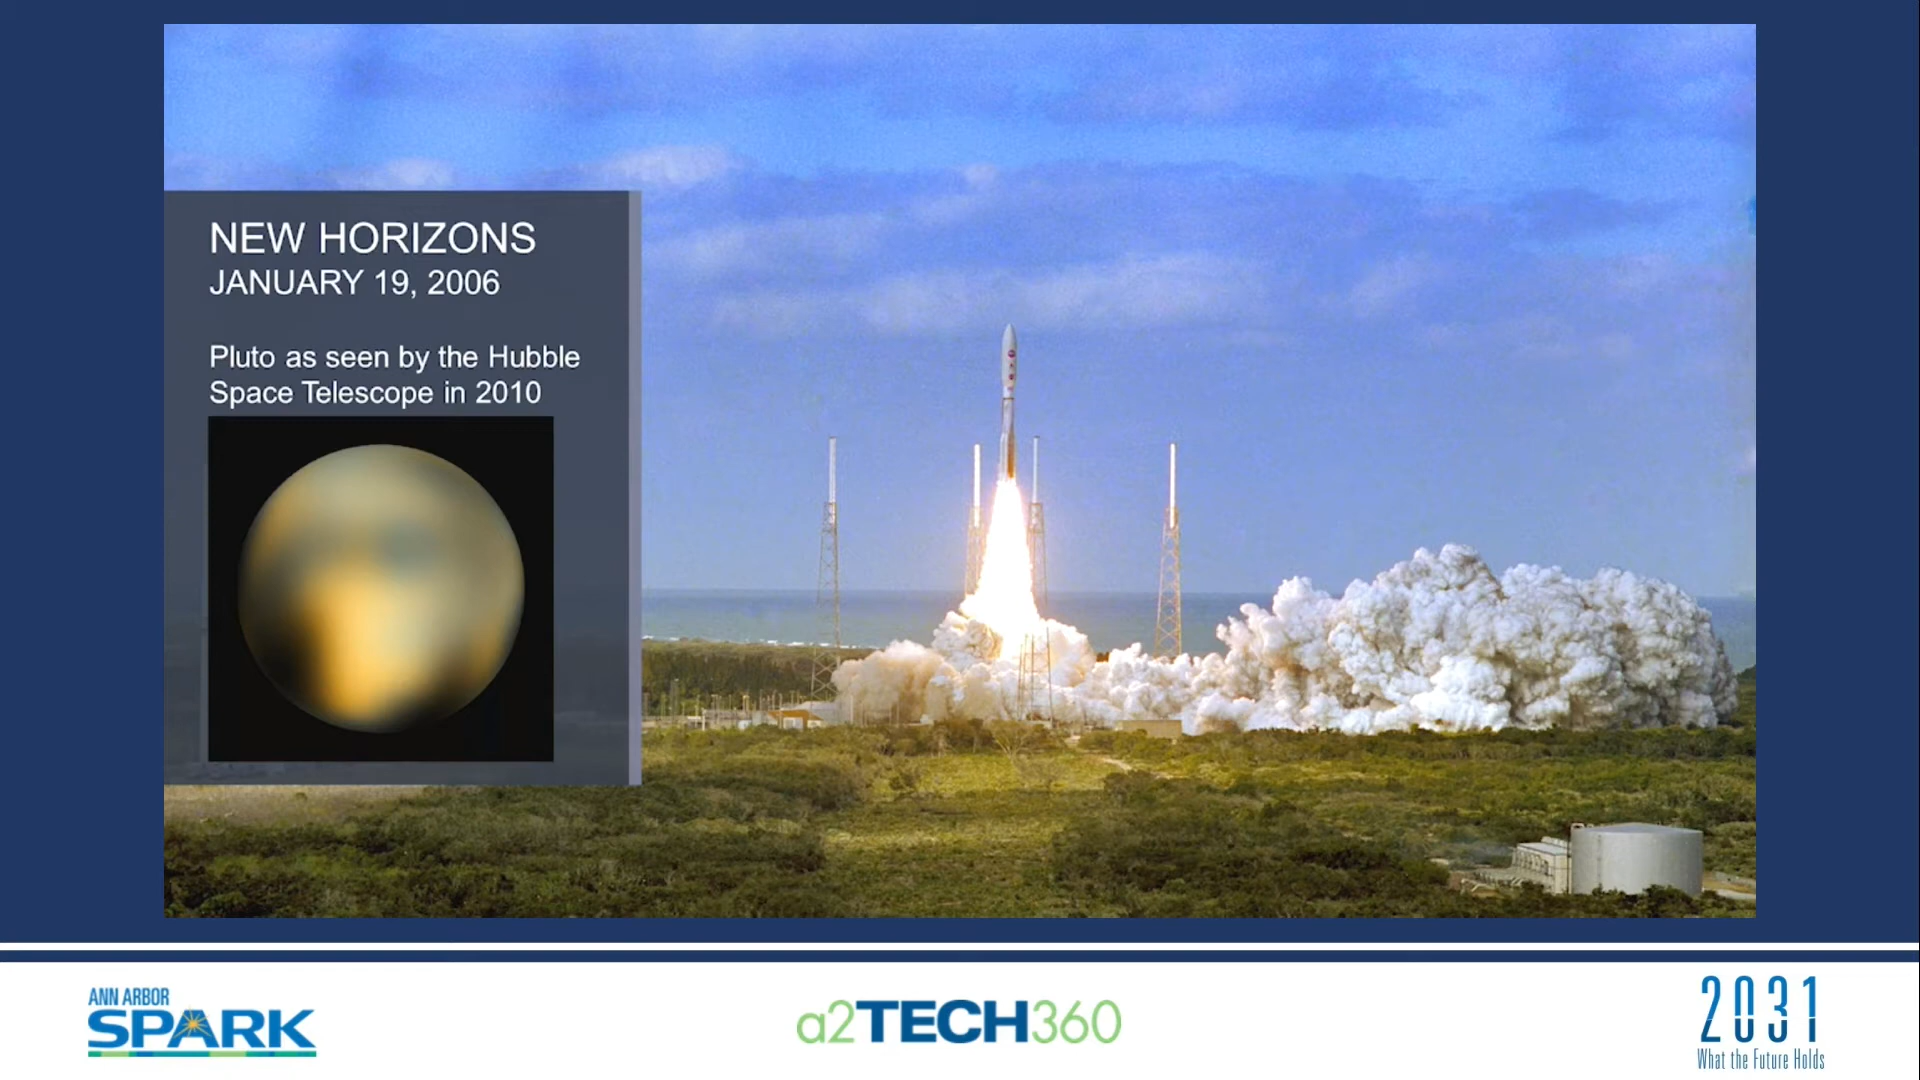 NEW HORIZONS
JANUARY 19, 2006
Pluto as seen by the Hubble
Space Telescope in 2010
ANN ARBOR
SPARK
a2TECH360
2031
What the Future Holds